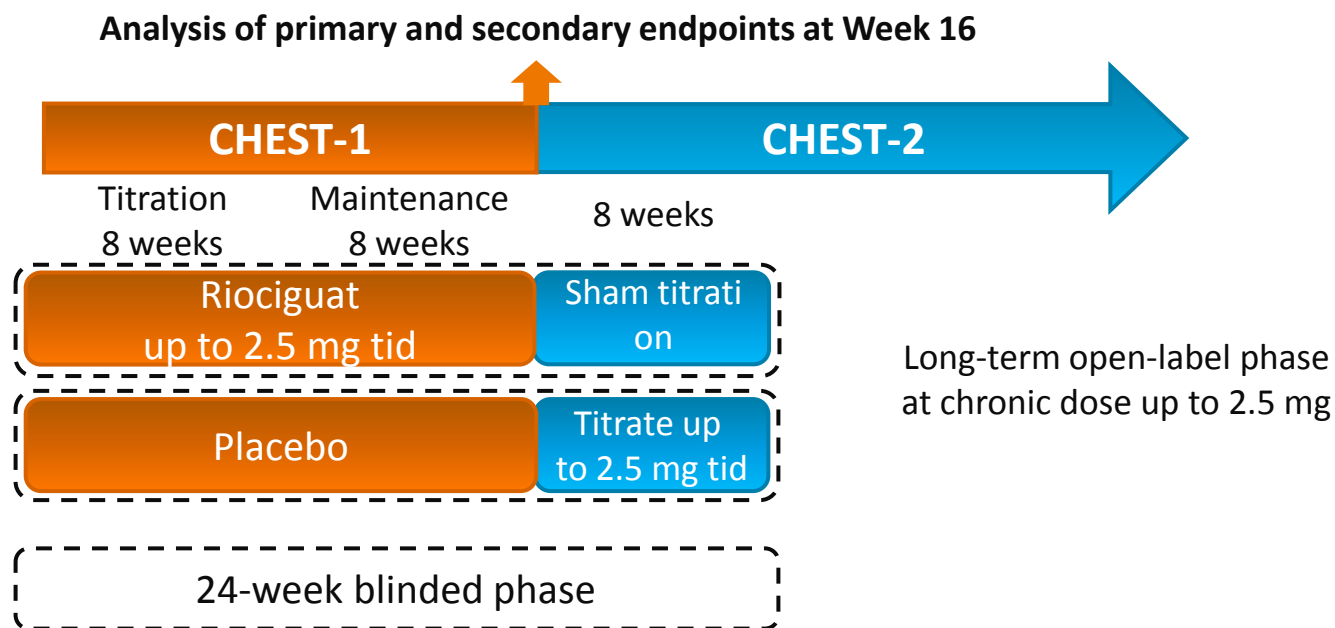 Analysis of primary and secondary endpoints at Week 16
CHEST-1
CHEST-2
Titration
8 weeks
Maintenance
8 weeks
8 weeks
Riociguat
up to 2.5 mg tid
Sham titrati
on
Placebo
Titrate up
to 2.5 mg tid
Long-term open-label phase
at chronic dose up to 2.5 mg
24-week blinded phase